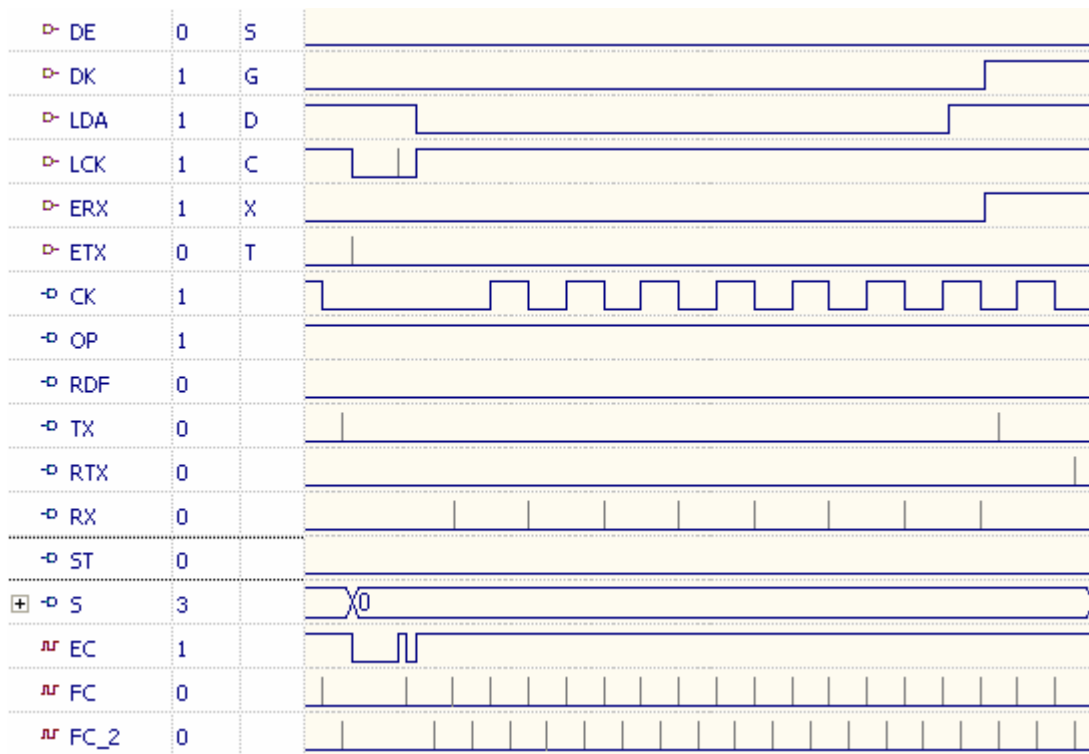 DE 0 S
DK 1 G
LDA 1 D
LCK 1 C
ERX 1 X
ETX 0 T
CK 1
OP 1
RDF 0
TX 0
RTX 0
RX 0
ST 0
S 3 0
EC 1
FC 0
FC_2 0